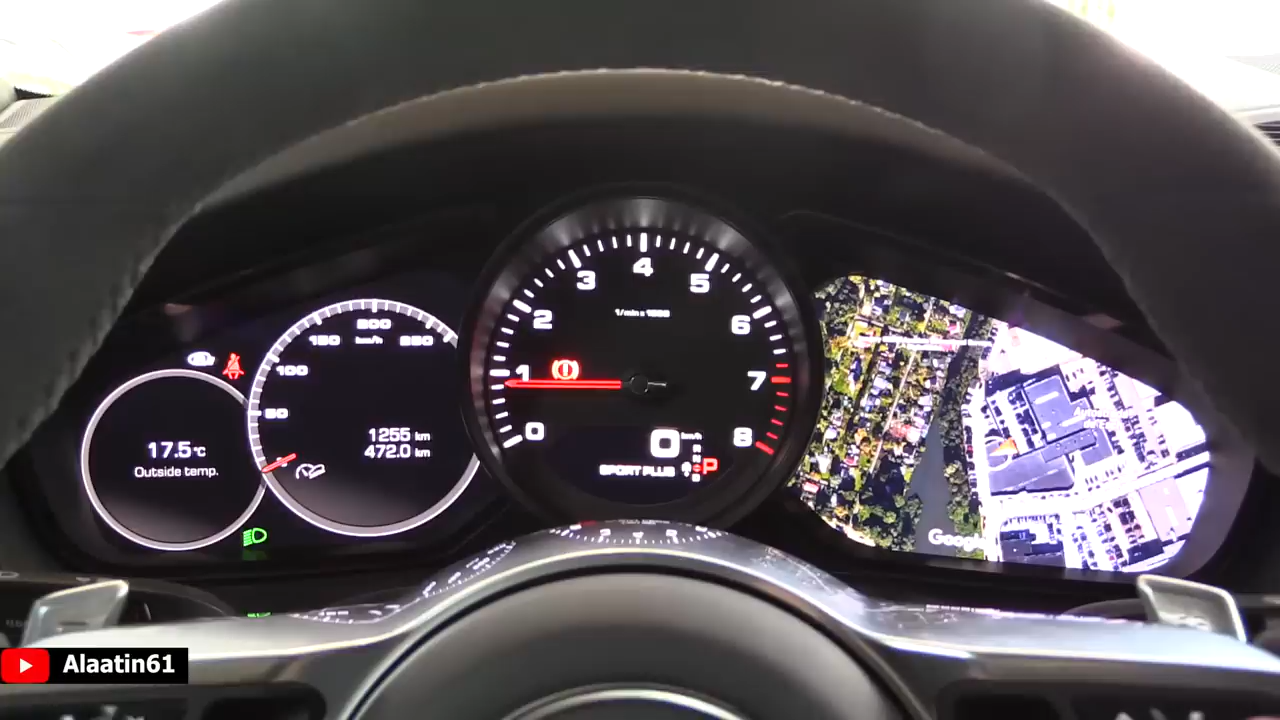 17.5°C
Outside temp.
50
100
150
200
250
km/h
1255 km
472.0 km
0
1
2
3
4
5
6
7
8
1/min x 1000
0 km/h
SPORT PLUS
P
Google
Alaatin61